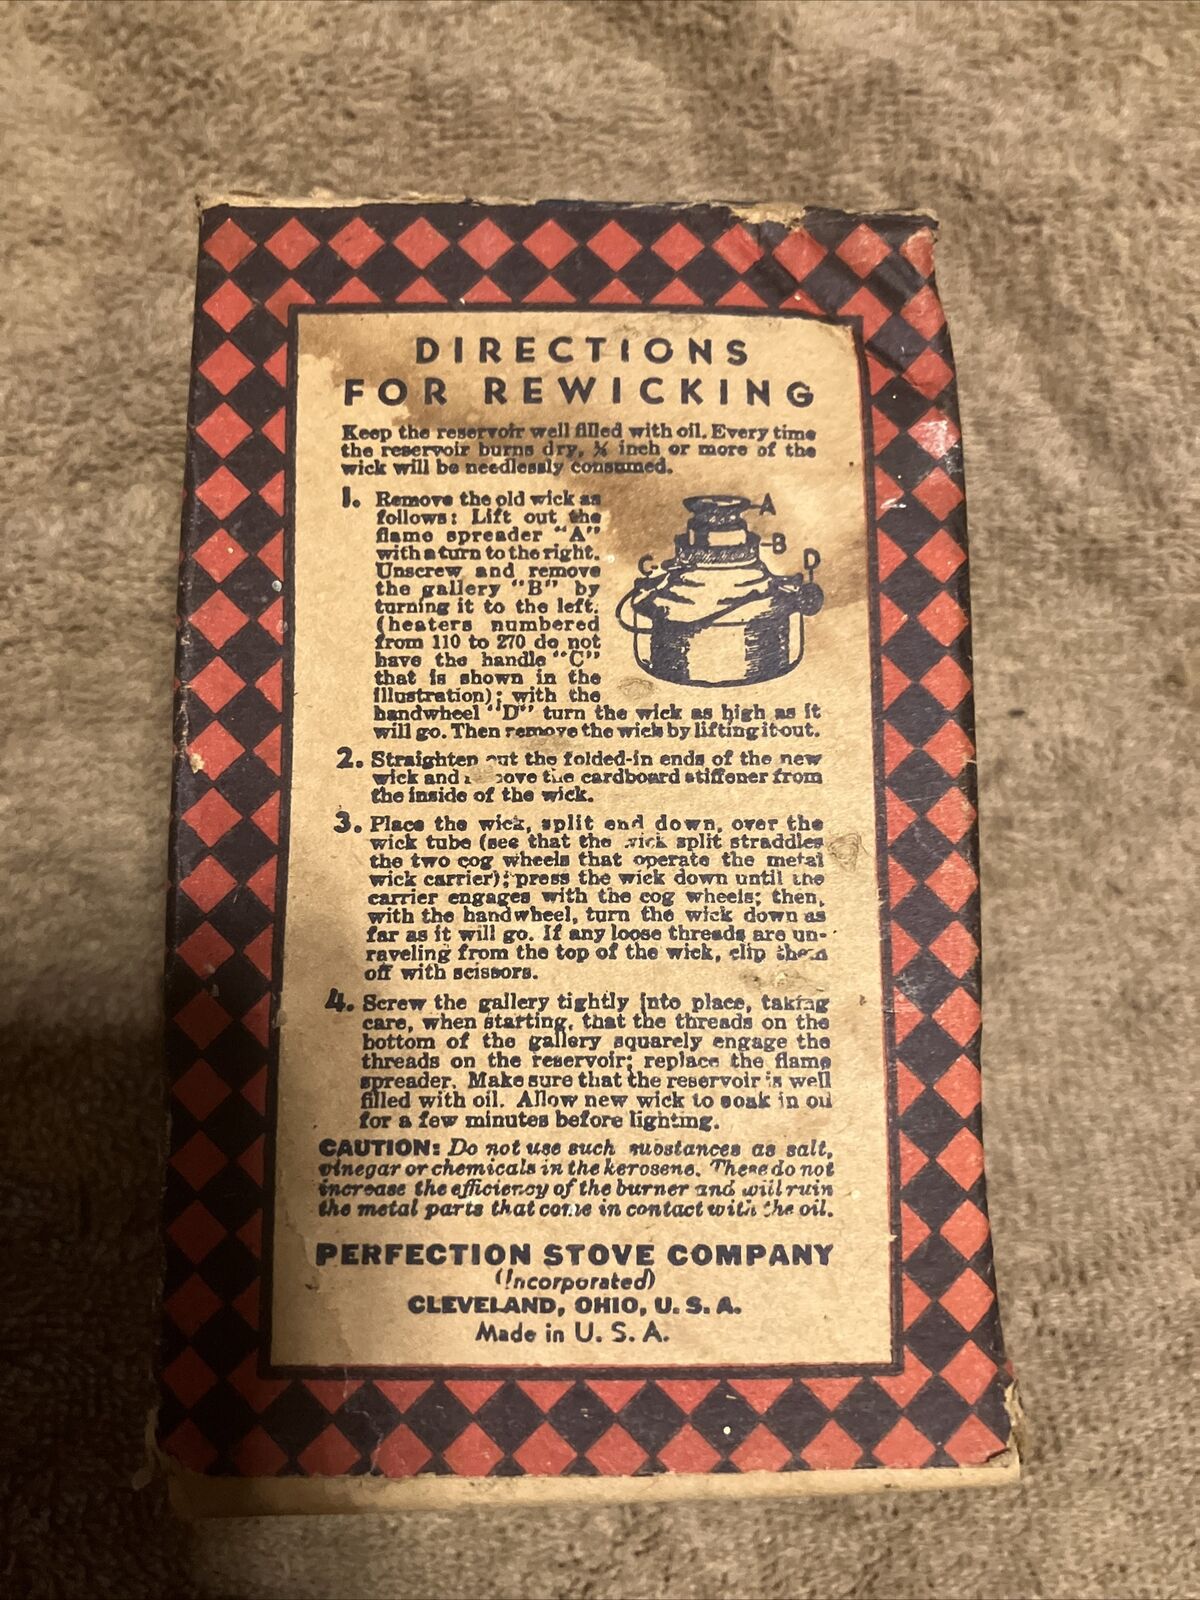 DIRECTIONS
FOR REWICKING
Keep the reservoir well filled with oil. Every time
the reservoir burns dry, inch or more of the
wick will be needlessly consumed.
1. Remove the old wick as
follows: Lift out the
flame spreader "A"
with a turn to the right.
Unscrew and remove
the gallery "B" by
turning it to the left.
(heaters numbered
from 110 to 270 do not
have the handle "C"
that is shown in the
illustration); with the
handwheel "D" turn the wick as high as it
will go. Then remove the wick by lifting it out.
A
B
C
D
2. Straighten out the folded-in ends of the new
wick and remove the cardboard stiffener from
the inside of the wick.
3. Place the wick, split end down, over the
wick tube (see that the wick split straddles
the two cog wheels that operate the metal
wick carrier); press the wick down until the
carrier engages with the cog wheels; then,
with the handwheel, turn the wick down as
far as it will go. If any loose threads are un-
raveling from the top of the wick, clip them
off with scissors.
4. Screw the gallery tightly into place, taking
care, when starting, that the threads on the
bottom of the gallery squarely engage the
threads on the reservoir; replace the flame
spreader. Make sure that the reservoir is well
filled with oil. Allow new wick to soak in oil
for a few minutes before lighting.
CAUTION: Do not use such substances as salt,
vinegar or chemicals in the kerosene. These do not
increase the efficiency of the burner and will ruin
the metal parts that come in contact with the oil.
PERFECTION STOVE COMPANY
(Incorporated)
CLEVELAND, OHIO, U. S. A.
Made in U. S. A.